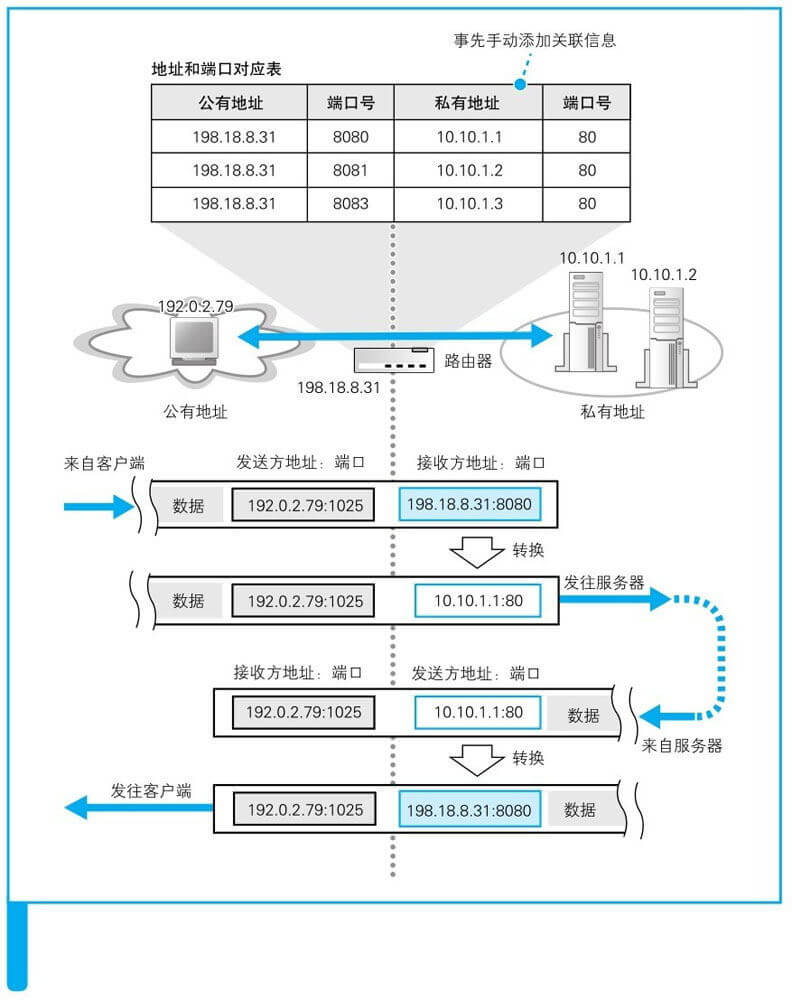 事先手动添加关联信息
地址和端口对应表
公有地址 端口号 私有地址 端口号
198.18.8.31 8080 10.10.1.1 80
198.18.8.31 8081 10.10.1.2 80
198.18.8.31 8083 10.10.1.3 80
10.10.1.1
10.10.1.2
192.0.2.79
路由器
198.18.8.31
公有地址 私有地址
来自客户端 发送方地址：端口 接收方地址：端口
数据 192.0.2.79:1025 198.18.8.31:8080
转换
发往服务器
数据 192.0.2.79:1025 10.10.1.1:80
接收方地址：端口 发送方地址：端口
192.0.2.79:1025 10.10.1.1:80 数据
来自服务器
转换
发往客户端
192.0.2.79:1025 198.18.8.31:8080 数据